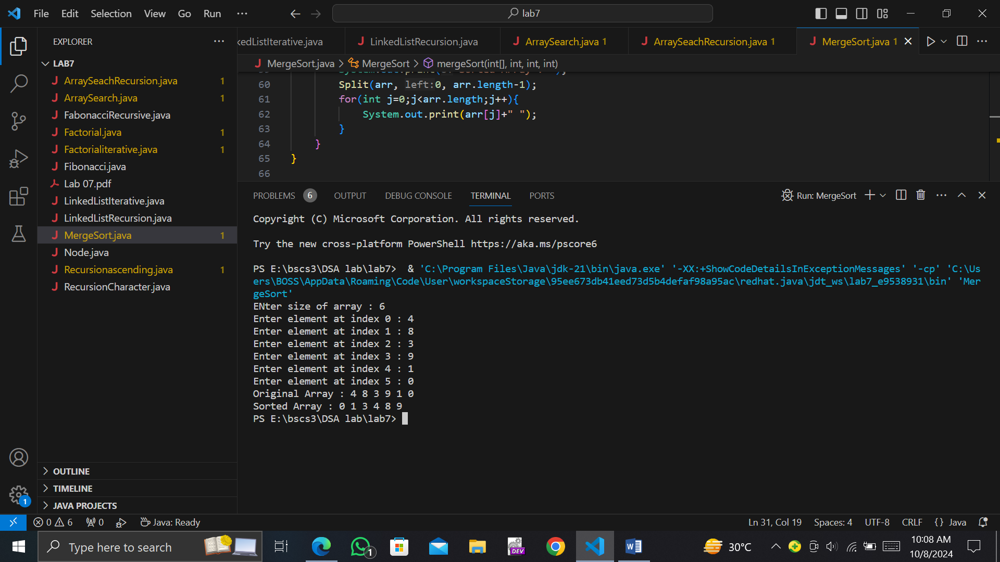 File Edit Selection View Go Run ··· lab7
EXPLORER ···
LAB7
ArraySeachRecursion.java 1
ArraySearch.java 1
FabonacciRecursive.java
Factorial.java 1
Factorialiterative.java 1
Fibonacci.java
Lab 07.pdf
LinkedListIterative.java
LinkedListRecursion.java
MergeSort.java 1
Node.java
Recursionascending.java 1
RecursionCharacter.java
OUTLINE
TIMELINE
JAVA PROJECTS
kedListIterative.java LinkedListRecursion.java ArraySearch.java 1 ArraySeachRecursion.java 1 MergeSort.java 1
MergeSort.java > MergeSort > mergeSort(int[], int, int, int)
60 Split(arr, left:0, arr.length-1);
61 for(int j=0;j<arr.length;j++){
62 System.out.print(arr[j]+" ");
63 }
64 }
65 }
66
PROBLEMS 6 OUTPUT DEBUG CONSOLE TERMINAL PORTS Run: MergeSort
Copyright (C) Microsoft Corporation. All rights reserved.
Try the new cross-platform PowerShell https://aka.ms/pscore6
PS E:\bscs3\DSA lab\lab7>  & 'C:\Program Files\Java\jdk-21\bin\java.exe' '-XX:+ShowCodeDetailsInExceptionMessages' '-cp' 'C:\Us
ers\BOSS\AppData\Roaming\Code\User\workspaceStorage\95ee673db41eed73d5b4defaf98a95ac\redhat.java\jdt_ws\lab7_e9538931\bin' 'Mer
geSort'
ENter size of array : 6
Enter element at index 0 : 4
Enter element at index 1 : 8
Enter element at index 2 : 3
Enter element at index 3 : 9
Enter element at index 4 : 1
Enter element at index 5 : 0
Original Array : 4 8 3 9 1 0
Sorted Array : 0 1 3 4 8 9
PS E:\bscs3\DSA lab\lab7>
1
0 6 0 Java: Ready Ln 31, Col 19 Spaces: 4 UTF-8 CRLF {} Java
Type here to search 1 DEV 30°C 10:08 AM
10/8/2024